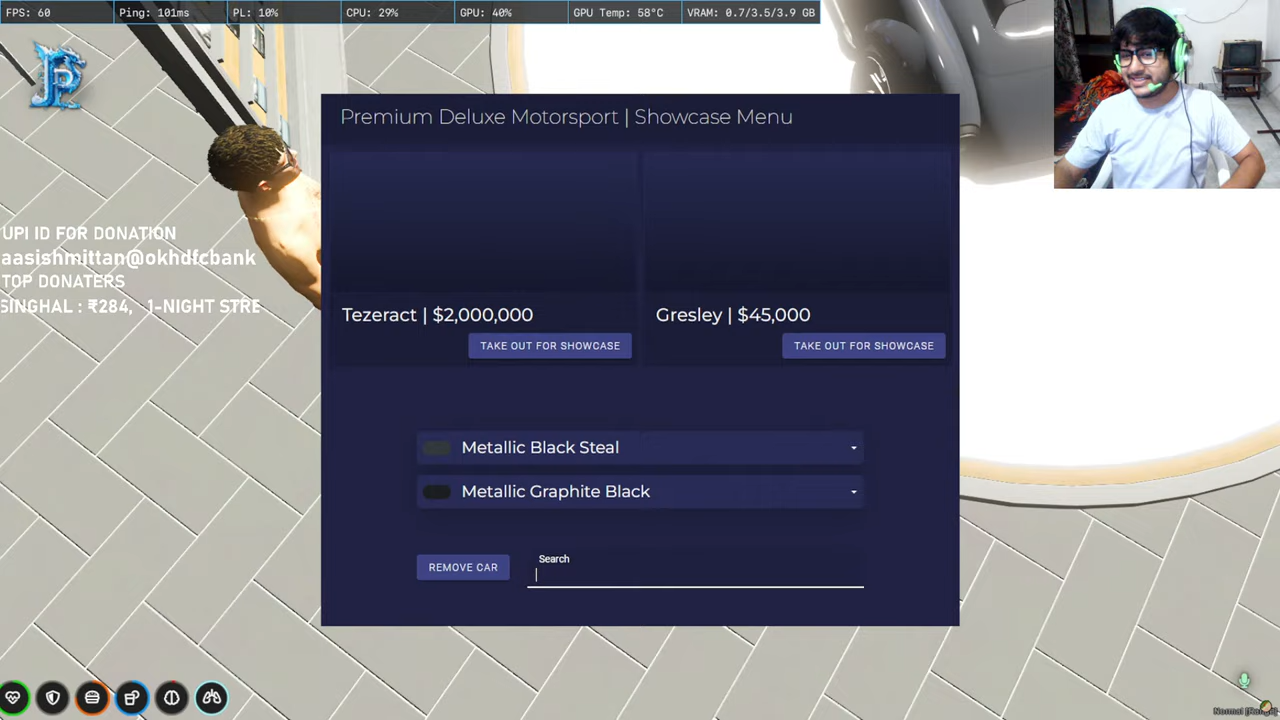 FPS: 60 Ping: 101ms PL: 10% CPU: 29% GPU: 40% GPU Temp: 58°C VRAM: 0.7/3.5/3.9 GB
Premium Deluxe Motorsport | Showcase Menu
UPI ID FOR DONATION
aasishmittan@okhdfcbank
TOP DONATERS
SINGHAL : ₹284, 1-NIGHT STRE
Tezeract | $2,000,000
TAKE OUT FOR SHOWCASE
Gresley | $45,000
TAKE OUT FOR SHOWCASE
Metallic Black Steal
Metallic Graphite Black
REMOVE CAR
Search
Normal